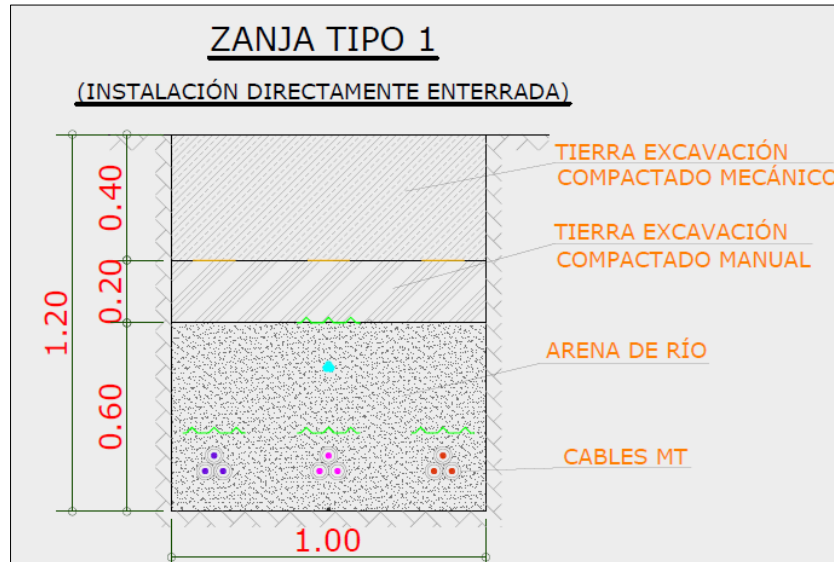 ZANJA TIPO 1
(INSTALACIÓN DIRECTAMENTE ENTERRADA)
TIERRA EXCAVACIÓN
COMPACTADO MECÁNICO
0.40
TIERRA EXCAVACIÓN
COMPACTADO MANUAL
0.20
1.20
ARENA DE RÍO
0.60
CABLES MT
1.00